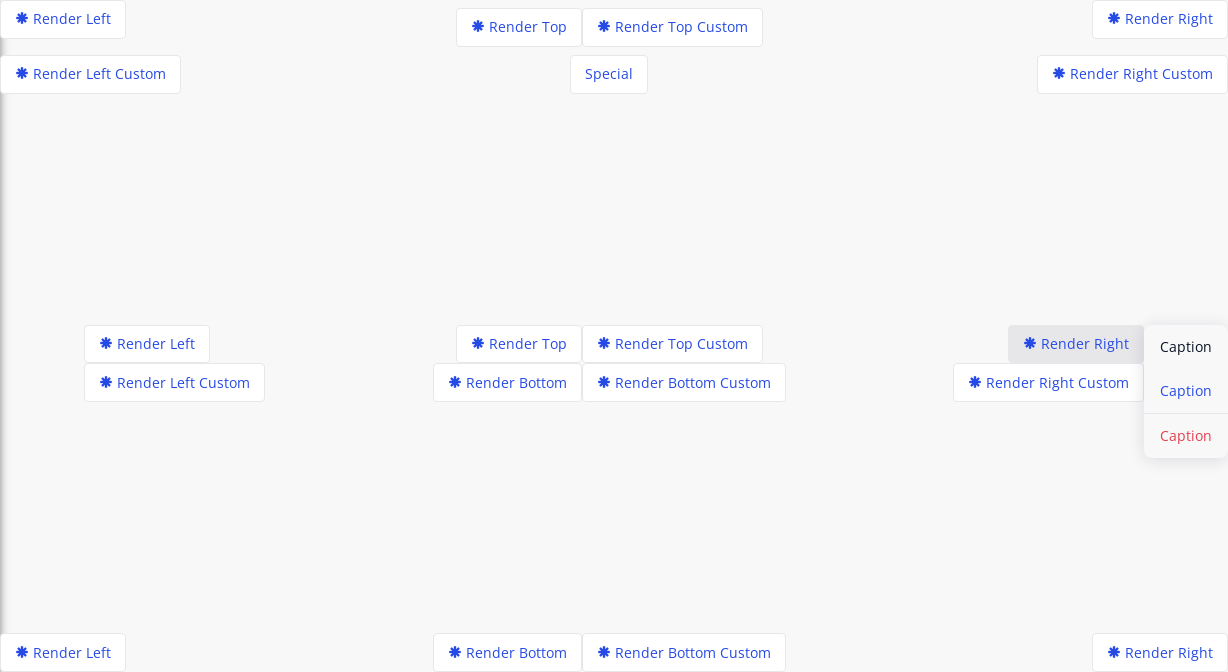 Render Left
Render Top
Render Top Custom
Render Right
Render Left Custom
Special
Render Right Custom
Render Left
Render Top
Render Top Custom
Render Right
Caption
Render Left Custom
Render Bottom
Render Bottom Custom
Render Right Custom
Caption
Caption
Render Left
Render Bottom
Render Bottom Custom
Render Right